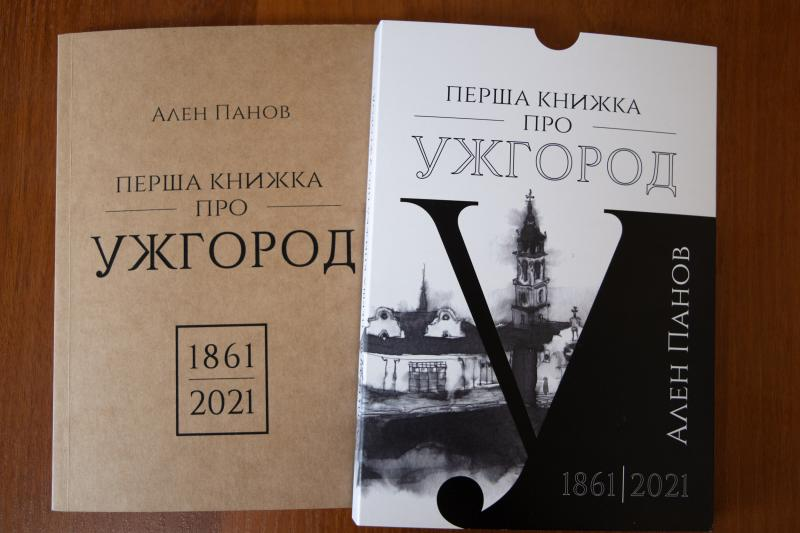 Ален Панов
ПЕРША КНИЖКА
ПРО
УЖГОРОД
1861
2021
ПЕРША КНИЖКА
ПРО
УЖГОРОД
У
Ален Панов
1861|2021